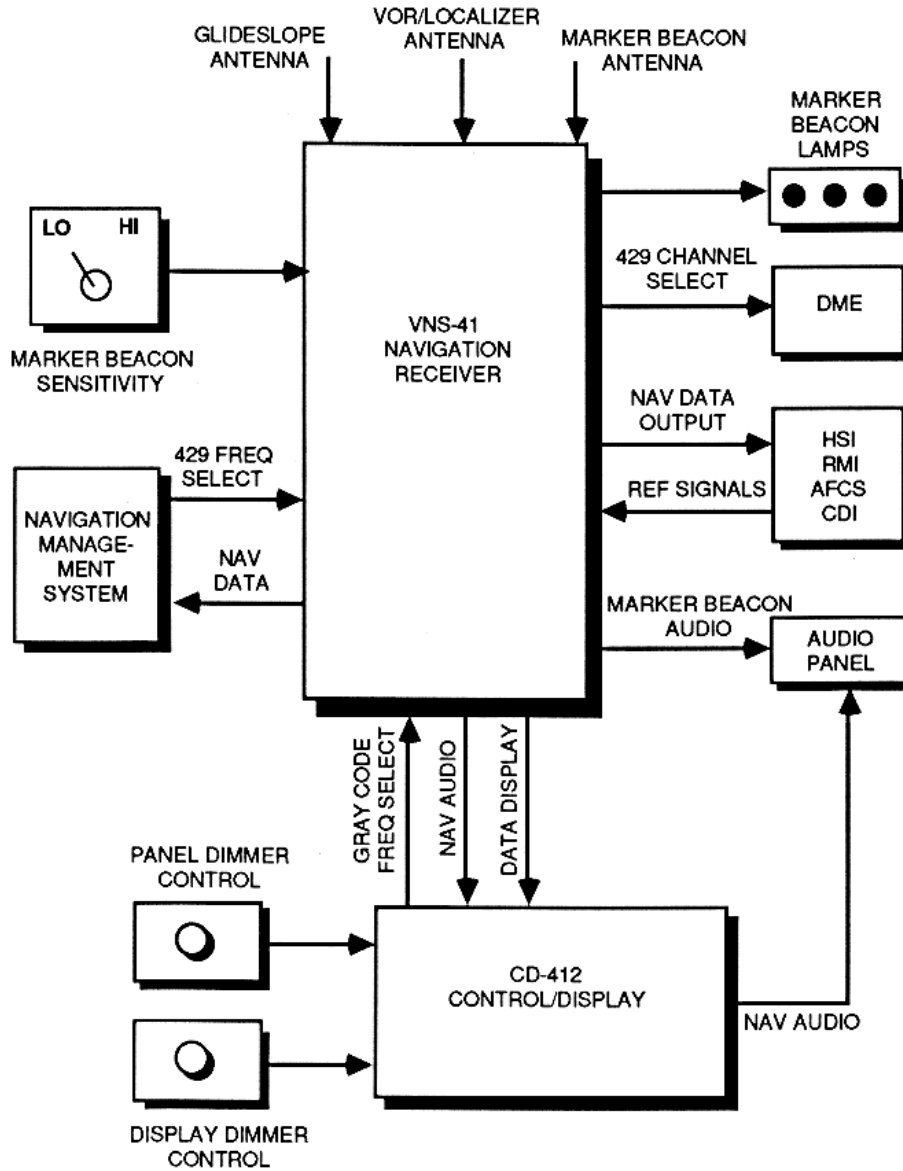 GLIDESLOPE
ANTENNA
VOR/LOCALIZER
ANTENNA
MARKER BEACON
ANTENNA
MARKER
BEACON
LAMPS
LO HI
MARKER BEACON
SENSITIVITY
VNS-41
NAVIGATION
RECEIVER
429 CHANNEL
SELECT
DME
NAV DATA
OUTPUT
REF SIGNALS
HSI
RMI
AFCS
CDI
429 FREQ
SELECT
NAVIGATION
MANAGE-
MENT
SYSTEM
NAV
DATA
MARKER BEACON
AUDIO
AUDIO
PANEL
GRAY CODE
FREQ SELECT
NAV AUDIO
DATA DISPLAY
PANEL DIMMER
CONTROL
CD-412
CONTROL/DISPLAY
NAV AUDIO
DISPLAY DIMMER
CONTROL